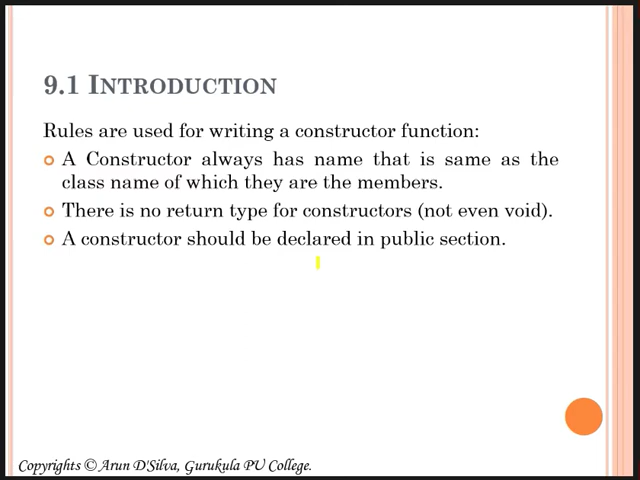 9.1 INTRODUCTION
Rules are used for writing a constructor function:
A Constructor always has name that is same as the
class name of which they are the members.
There is no return type for constructors (not even void).
A constructor should be declared in public section.
Copyrights © Arun D'Silva, Gurukula PU College.